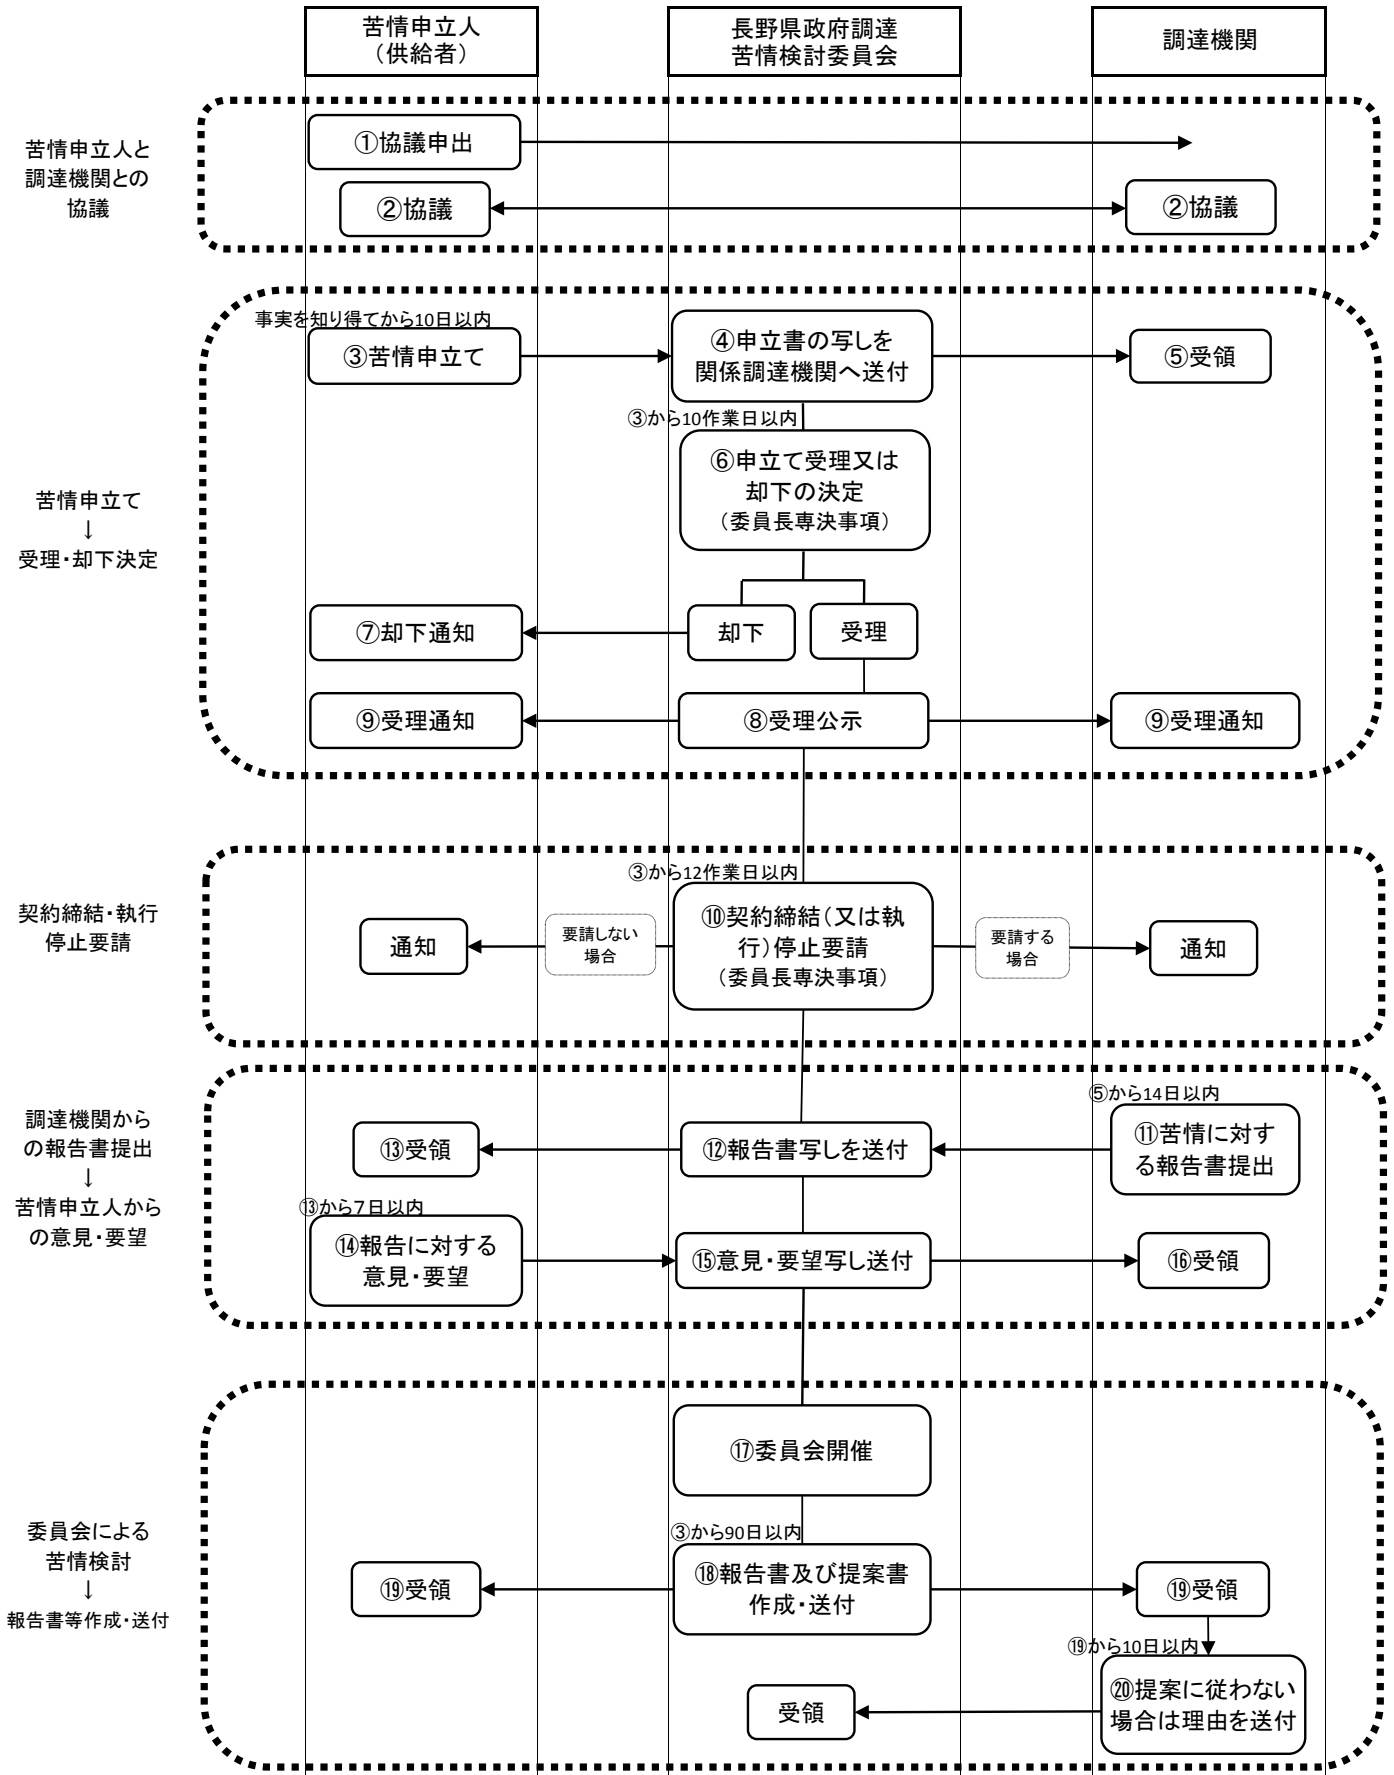 苦情申立人
（供給者）
長野県政府調達
苦情検討委員会
調達機関
苦情申立人と
調達機関との
協議
①協議申出
②協議
②協議
苦情申立て
↓
受理・却下決定
事実を知り得てから10日以内
③苦情申立て
④申立書の写しを
関係調達機関へ送付
⑤受領
③から10作業日以内
⑥申立て受理又は
却下の決定
（委員長専決事項）
⑦却下通知
却下
受理
⑨受理通知
⑧受理公示
⑨受理通知
契約締結・執行
停止要請
③から12作業日以内
通知
要請しない
場合
⑩契約締結（又は執
行）停止要請
（委員長専決事項）
要請する
場合
通知
調達機関から
の報告書提出
↓
苦情申立人から
の意見・要望
⑤から14日以内
⑬受領
⑫報告書写しを送付
⑪苦情に対す
る報告書提出
⑬から７日以内
⑭報告に対する
意見・要望
⑮意見・要望写し送付
⑯受領
委員会による
苦情検討
↓
報告書等作成・送付
⑰委員会開催
③から90日以内
⑲受領
⑱報告書及び提案書
作成・送付
⑲受領
⑲から10日以内
受領
⑳提案に従わない
場合は理由を送付